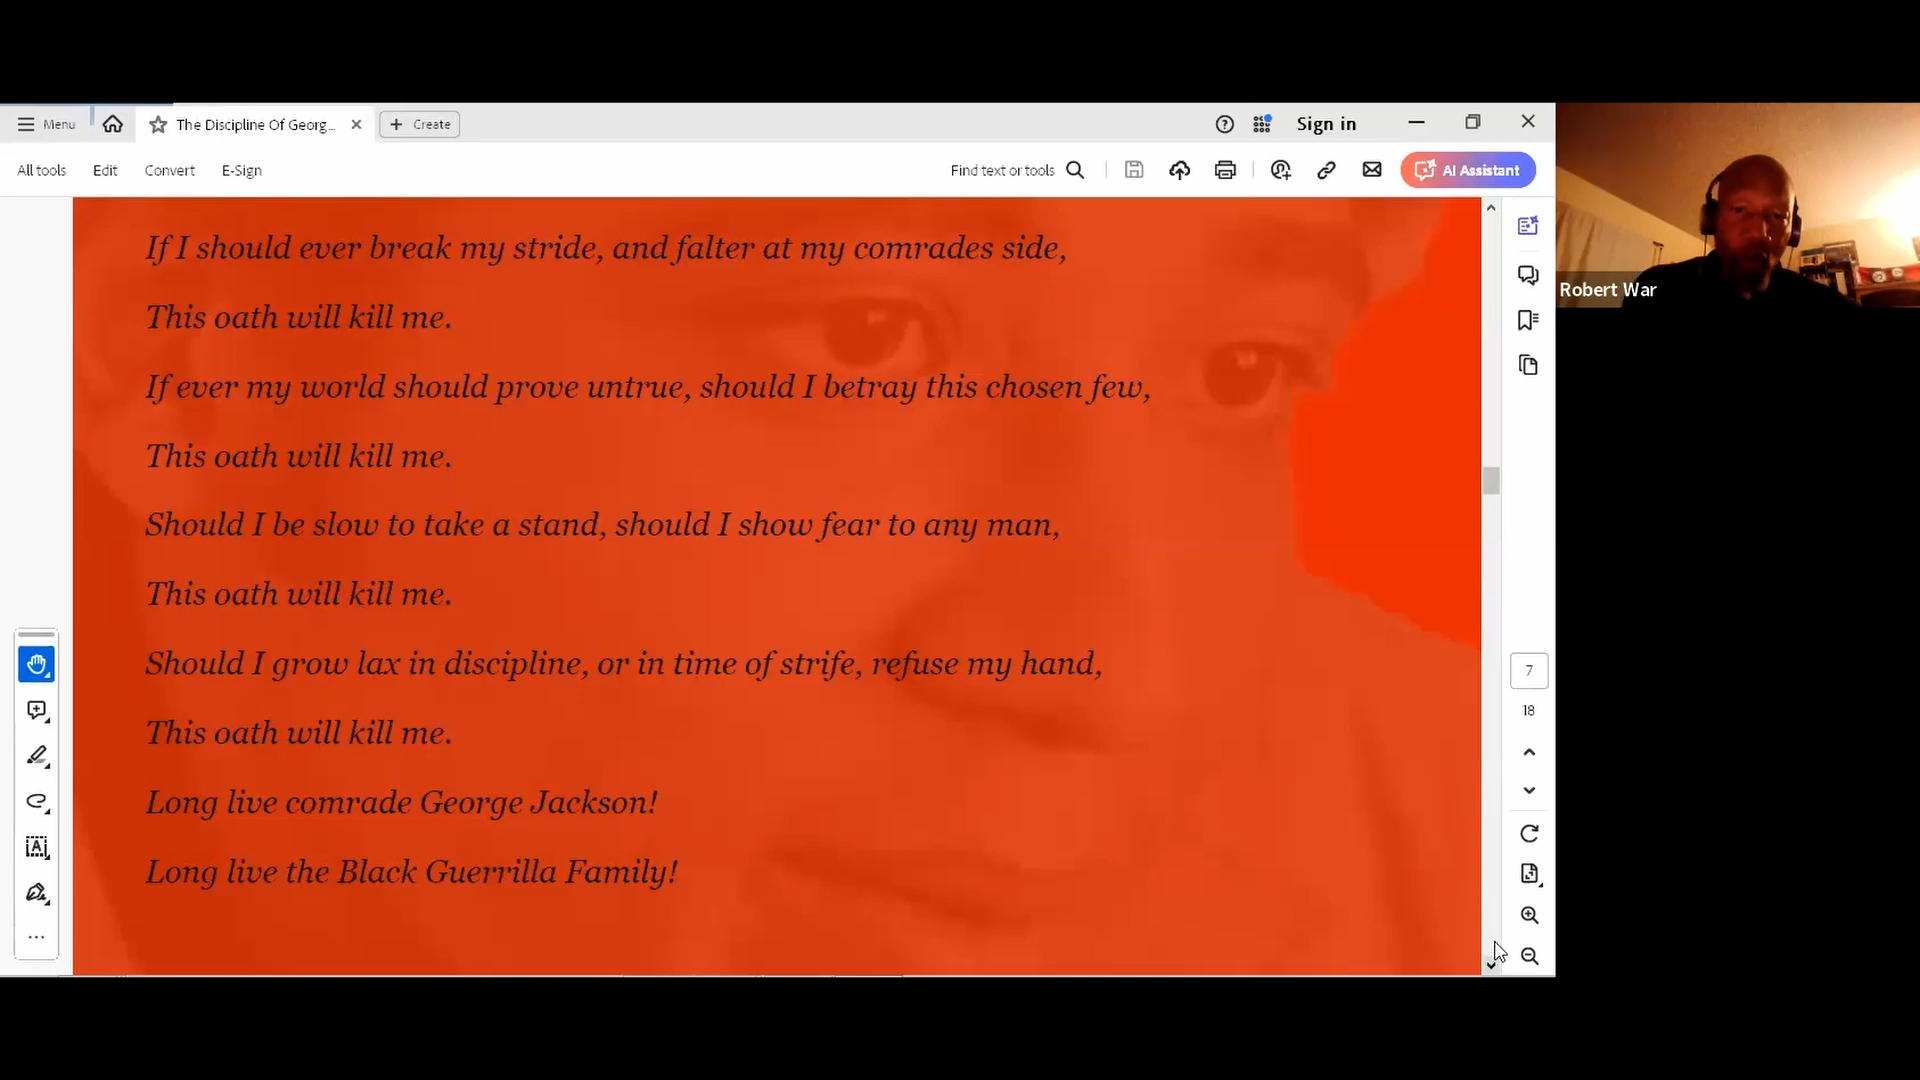 Menu
The Discipline Of Georg...
Create
Sign in
All tools
Edit
Convert
E-Sign
Find text or tools
AI Assistant
If I should ever break my stride, and falter at my comrades side,
This oath will kill me.
If ever my world should prove untrue, should I betray this chosen few,
This oath will kill me.
Should I be slow to take a stand, should I show fear to any man,
This oath will kill me.
Should I grow lax in discipline, or in time of strife, refuse my hand,
This oath will kill me.
Long live comrade George Jackson!
Long live the Black Guerrilla Family!
7
18
Robert War